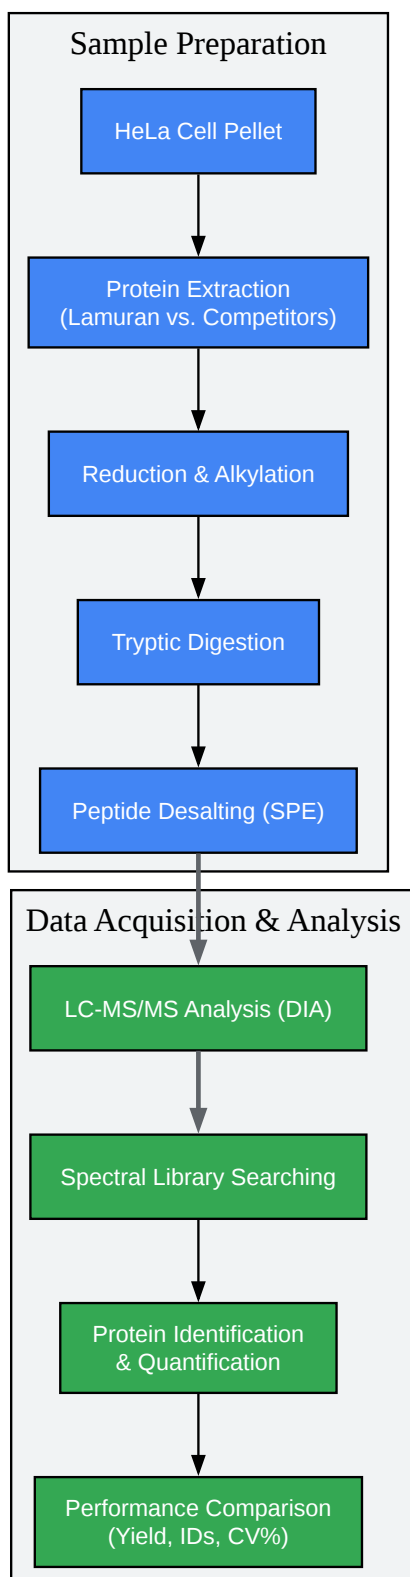 Sample Preparation
HeLa Cell Pellet
Protein Extraction
(Lamuran vs. Competitors)
Reduction & Alkylation
Tryptic Digestion
Peptide Desalting (SPE)
Data Acquisition & Analysis
LC-MS/MS Analysis (DIA)
Spectral Library Searching
Protein Identification
& Quantification
Performance Comparison
(Yield, IDs, CV%)